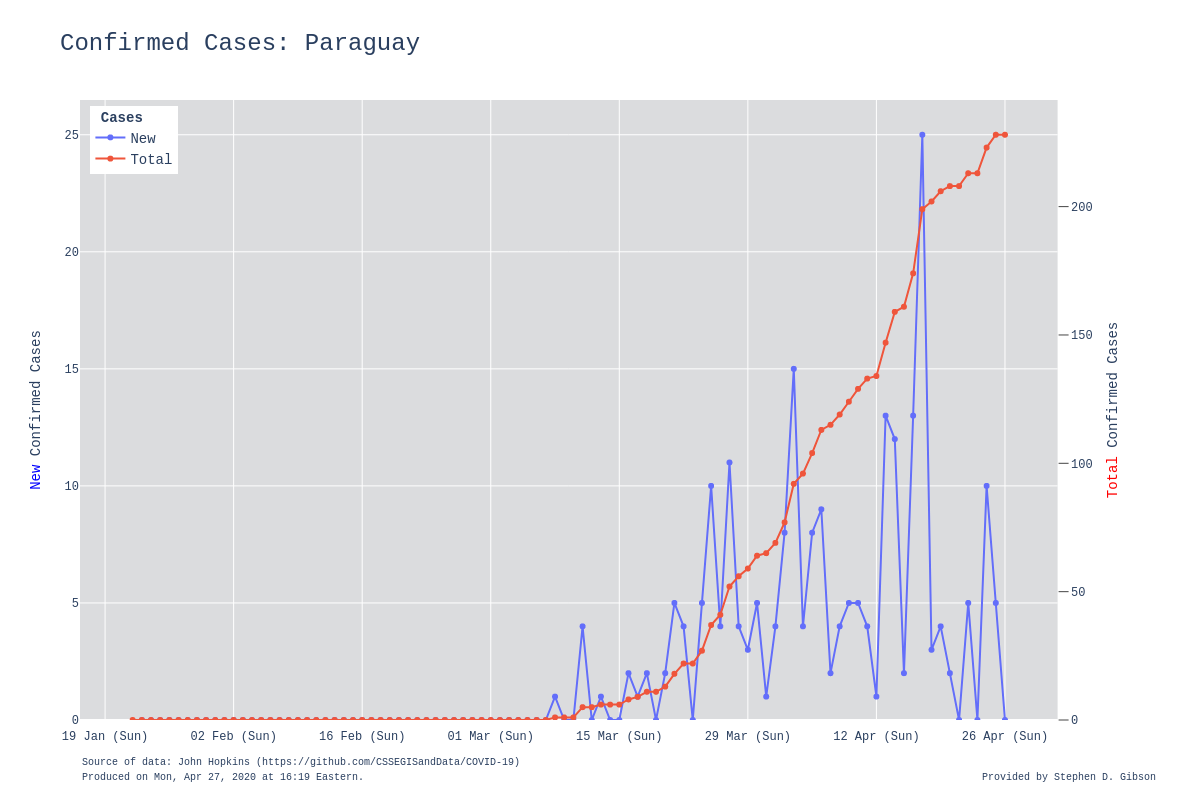 Confirmed Cases: Paraguay
Cases
New
Total
25
20
15
10
5
0
New Confirmed Cases
200
150
100
50
0
Total Confirmed Cases
19 Jan (Sun) 02 Feb (Sun) 16 Feb (Sun) 01 Mar (Sun) 15 Mar (Sun) 29 Mar (Sun) 12 Apr (Sun) 26 Apr (Sun)
Source of data: John Hopkins (https://github.com/CSSEGISandData/COVID-19)
Produced on Mon, Apr 27, 2020 at 16:19 Eastern.
Provided by Stephen D. Gibson